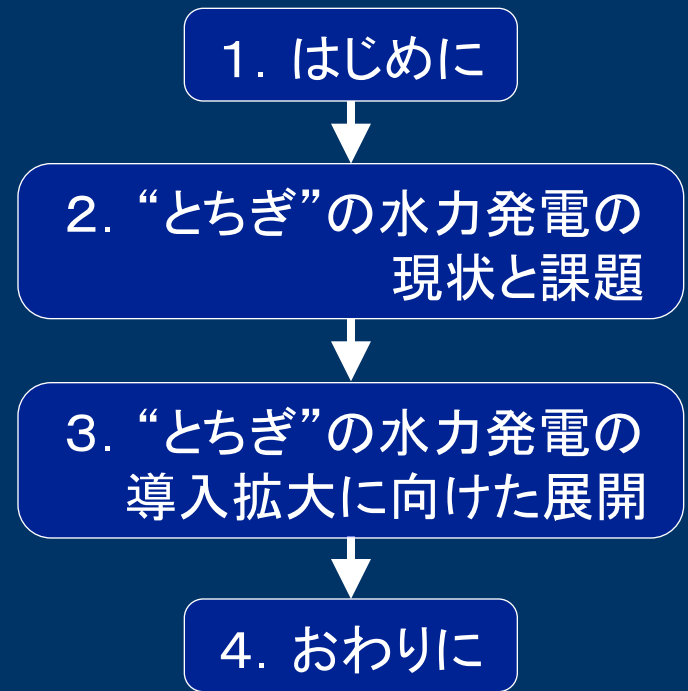 １．はじめに
２．“とちぎ”の水力発電の
現状と課題
３．“とちぎ”の水力発電の
導入拡大に向けた展開
４．おわりに